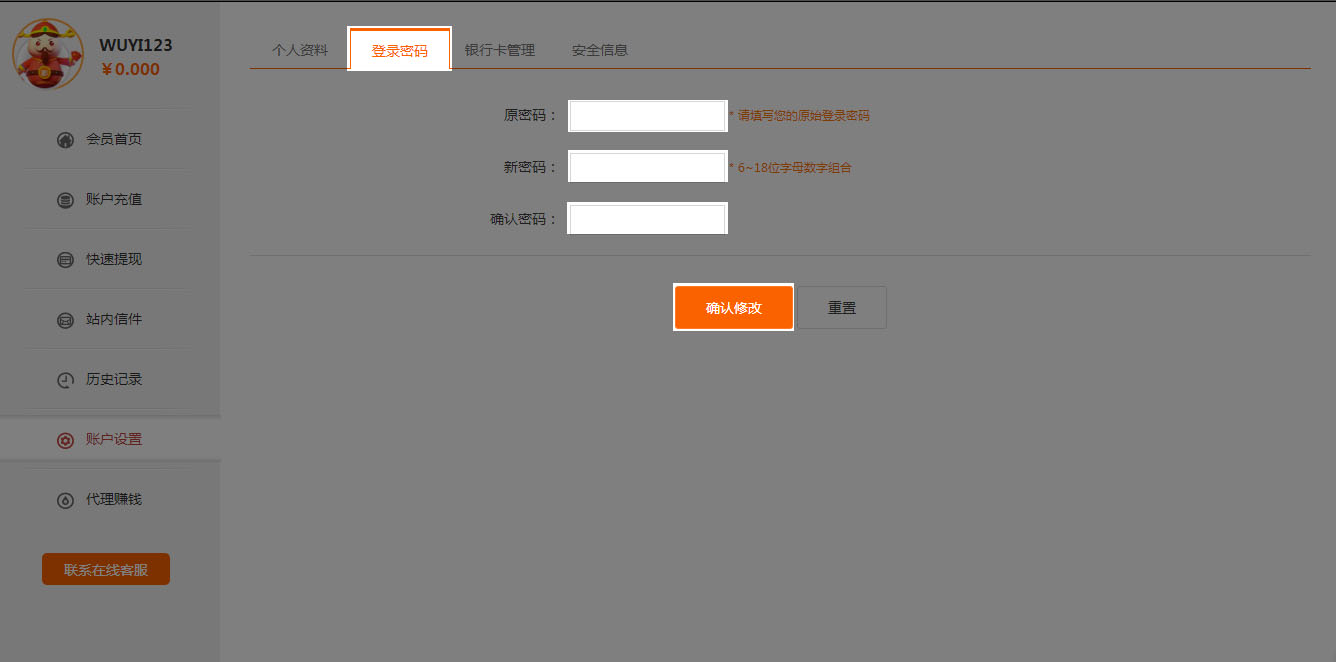 WUYI123
￥0.000
会员首页
账户充值
快速提现
站内信件
历史记录
账户设置
代理赚钱
联系在线客服
个人资料 登录密码 银行卡管理 安全信息
原密码： * 请填写您的原始登录密码
新密码： * 6~18位字母数字组合
确认密码：
确认修改 重置